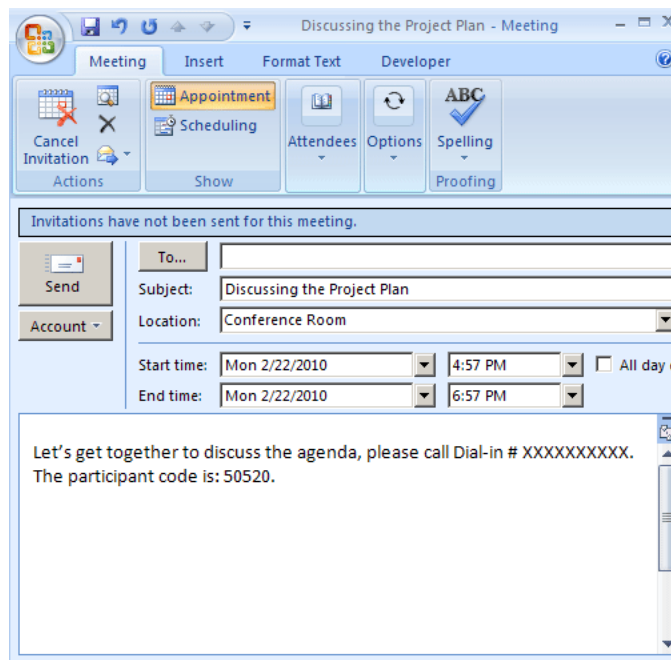 Discussing the Project Plan - Meeting
Meeting Insert Format Text Developer
Cancel Invitation
Appointment
Scheduling
Attendees
Options
ABC
Spelling
Actions Show Proofing
Invitations have not been sent for this meeting.
Send
Account
To...
Subject: Discussing the Project Plan
Location: Conference Room
Start time: Mon 2/22/2010 4:57 PM All day
End time: Mon 2/22/2010 6:57 PM
Let's get together to discuss the agenda, please call Dial-in # XXXXXXXXXX.
The participant code is: 50520.